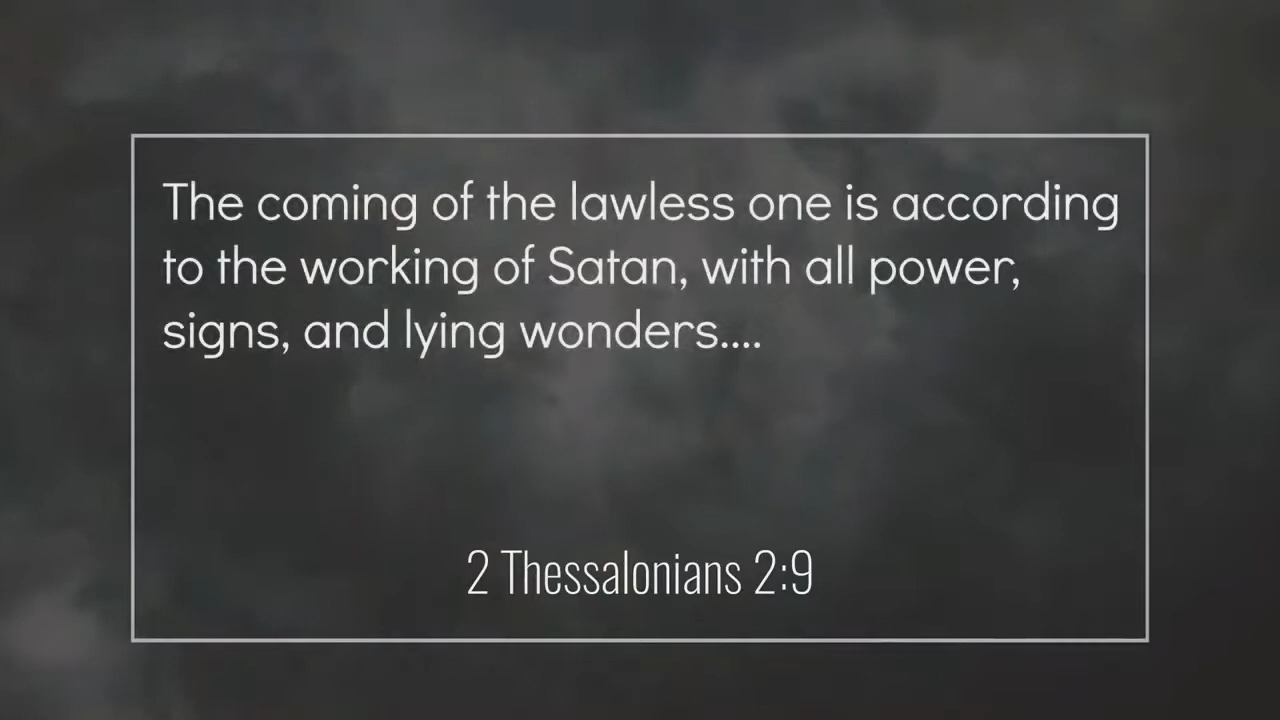 The coming of the lawless one is according
to the working of Satan, with all power,
signs, and lying wonders....
2 Thessalonians 2:9